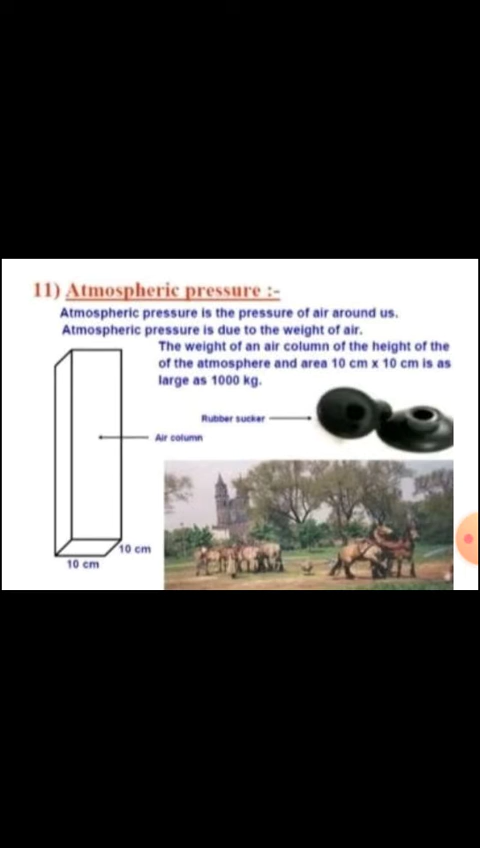 11) Atmospheric pressure :-
Atmospheric pressure is the pressure of air around us.
Atmospheric pressure is due to the weight of air.
The weight of an air column of the height of the
of the atmosphere and area 10 cm x 10 cm is as
large as 1000 kg.
Rubber sucker
Air column
10 cm
10 cm